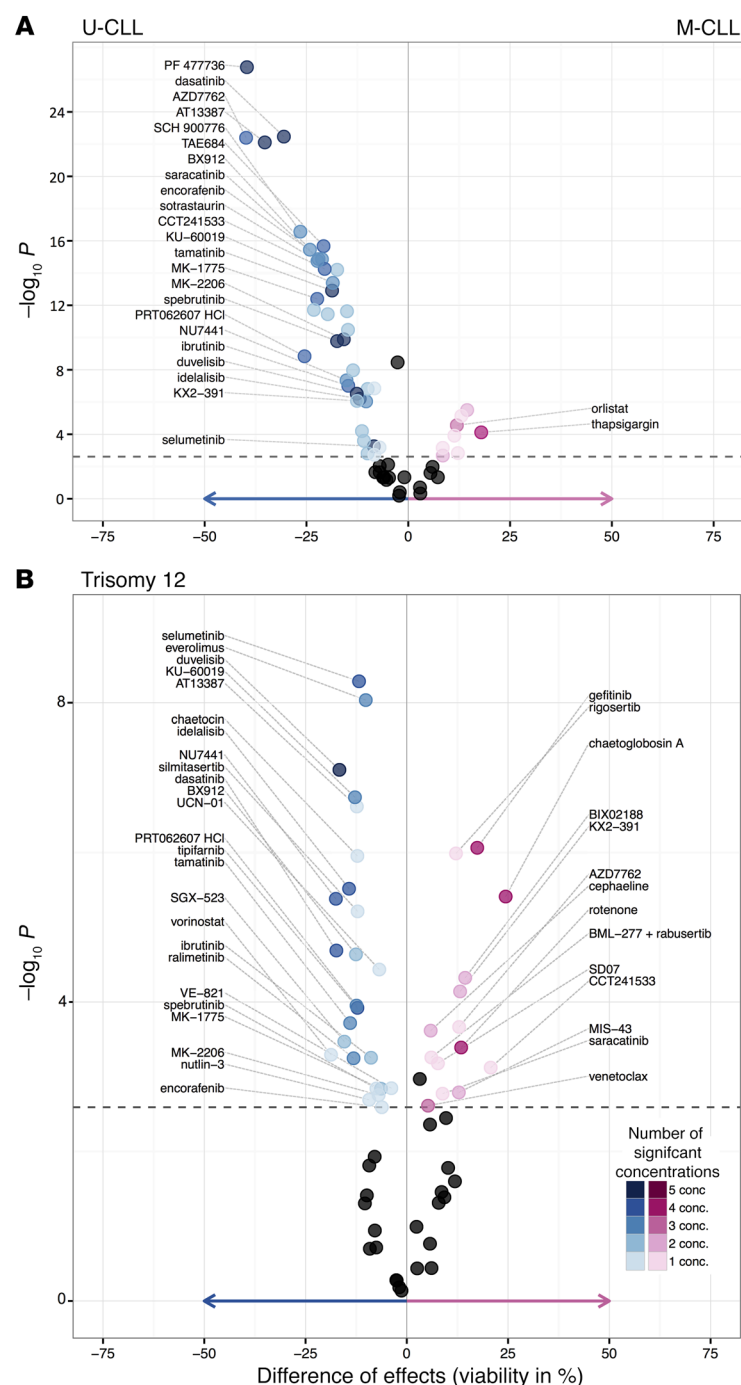 A
U-CLL
M-CLL
PF 477736
dasatinib
AZD7762
AT13387
SCH 900776
TAE684
BX912
saracatinib
encorafenib
sotrastaurin
CCT241533
KU-60019
tamatinib
MK-1775
MK-2206
spebrutinib
PRT062607 HCl
NU7441
ibrutinib
duvelisib
idelalisib
KX2-391
selumetinib
orlistat
thapsigargin
−log10 P
24
20
16
12
8
4
0
−75
−50
−25
0
25
50
75
B
Trisomy 12
selumetinib
everolimus
duvelisib
KU-60019
AT13387
chaetocin
idelalisib
NU7441
silmitasertib
dasatinib
BX912
UCN-01
PRT062607 HCl
tipifarnib
tamatinib
SGX-523
vorinostat
ibrutinib
ralimetinib
VE-821
spebrutinib
MK-1775
MK-2206
nutlin-3
encorafenib
gefitinib
rigosertib
chaetoglobosin A
BIX02188
KX2-391
AZD7762
cephaeline
rotenone
BML-277 + rabusertib
SD07
CCT241533
MIS-43
saracatinib
venetoclax
−log10 P
8
4
0
Number of
signifcant
concentrations
5 conc
4 conc.
3 conc.
2 conc.
1 conc.
−75
−50
−25
0
25
50
75
Difference of effects (viability in %)